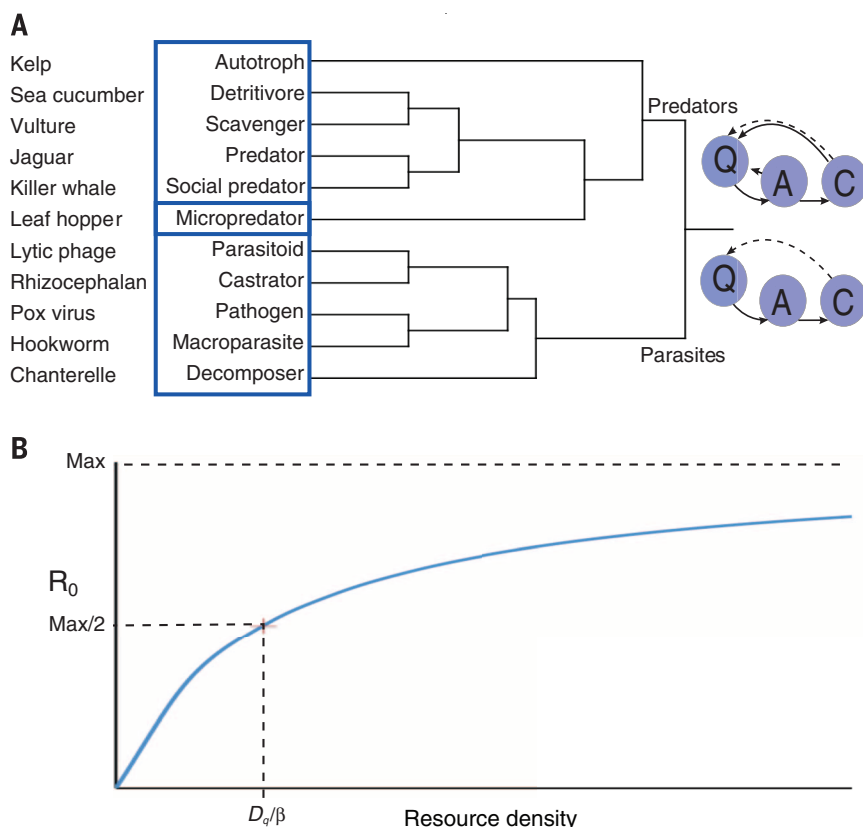 A
Kelp Autotroph
Sea cucumber Detritivore
Predators
Vulture Scavenger
Jaguar Predator
Q A C
Killer whale Social predator
Leaf hopper Micropredator
Lytic phage Parasitoid
Rhizocephalan Castrator
Q A C
Pox virus Pathogen
Hookworm Macroparasite
Parasites
Chanterelle Decomposer
B
Max
R0
Max/2
Dq/β
Resource density